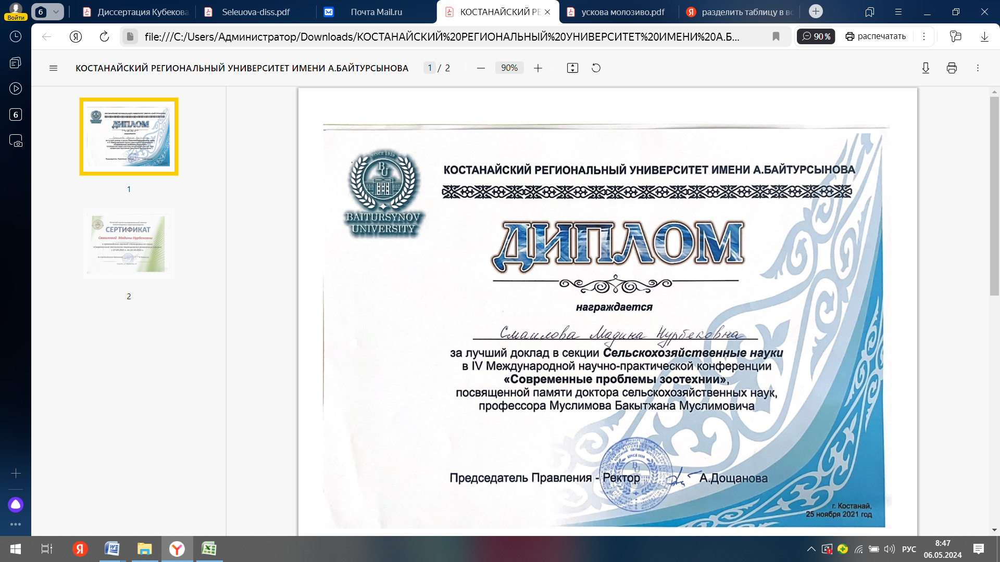 Войти
6
Диссертация Кубекова
Seleuova-diss.pdf
Почта Mail.ru
КОСТАНАЙСКИЙ РЕ
ускова молозиво.pdf
разделить таблицу в во
file:///C:/Users/Администратор/Downloads/КОСТАНАЙСКИЙ%20РЕГИОНАЛЬНЫЙ%20УНИВЕРСИТЕТ%20ИМЕНИ%20А.Б...
90%
распечатать
КОСТАНАЙСКИЙ РЕГИОНАЛЬНЫЙ УНИВЕРСИТЕТ ИМЕНИ А.БАЙТУРСЫНОВА
1 / 2
90%
6
1
СЕРТИФИКАТ
Смаиловой Мадины Нурбековны
2
SINCE 1939
BU
BAITURSYNOV
UNIVERSITY
КОСТАНАЙСКИЙ РЕГИОНАЛЬНЫЙ УНИВЕРСИТЕТ ИМЕНИ А.БАЙТУРСЫНОВА
ДИПЛОМ
награждается
Смаилова Мадина Нурбековна
за лучший доклад в секции Сельскохозяйственные науки
в IV Международной научно-практической конференции
«Современные проблемы зоотехнии»,
посвященной памяти доктора сельскохозяйственных наук,
профессора Муслимова Бакытжана Муслимовича
SINCE 1939
BU
Председатель Правления - Ректор А.Дощанова
г. Костанай,
25 ноября 2021 год
РУС
8:47
06.05.2024